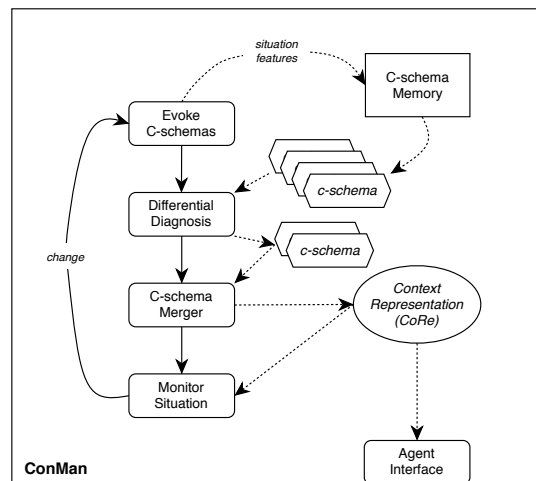 situation
features
C-schema
Memory
Evoke
C-schemas
c-schema
Differential
Diagnosis
c-schema
change
C-schema
Merger
Context
Representation
(CoRe)
Monitor
Situation
ConMan
Agent
Interface